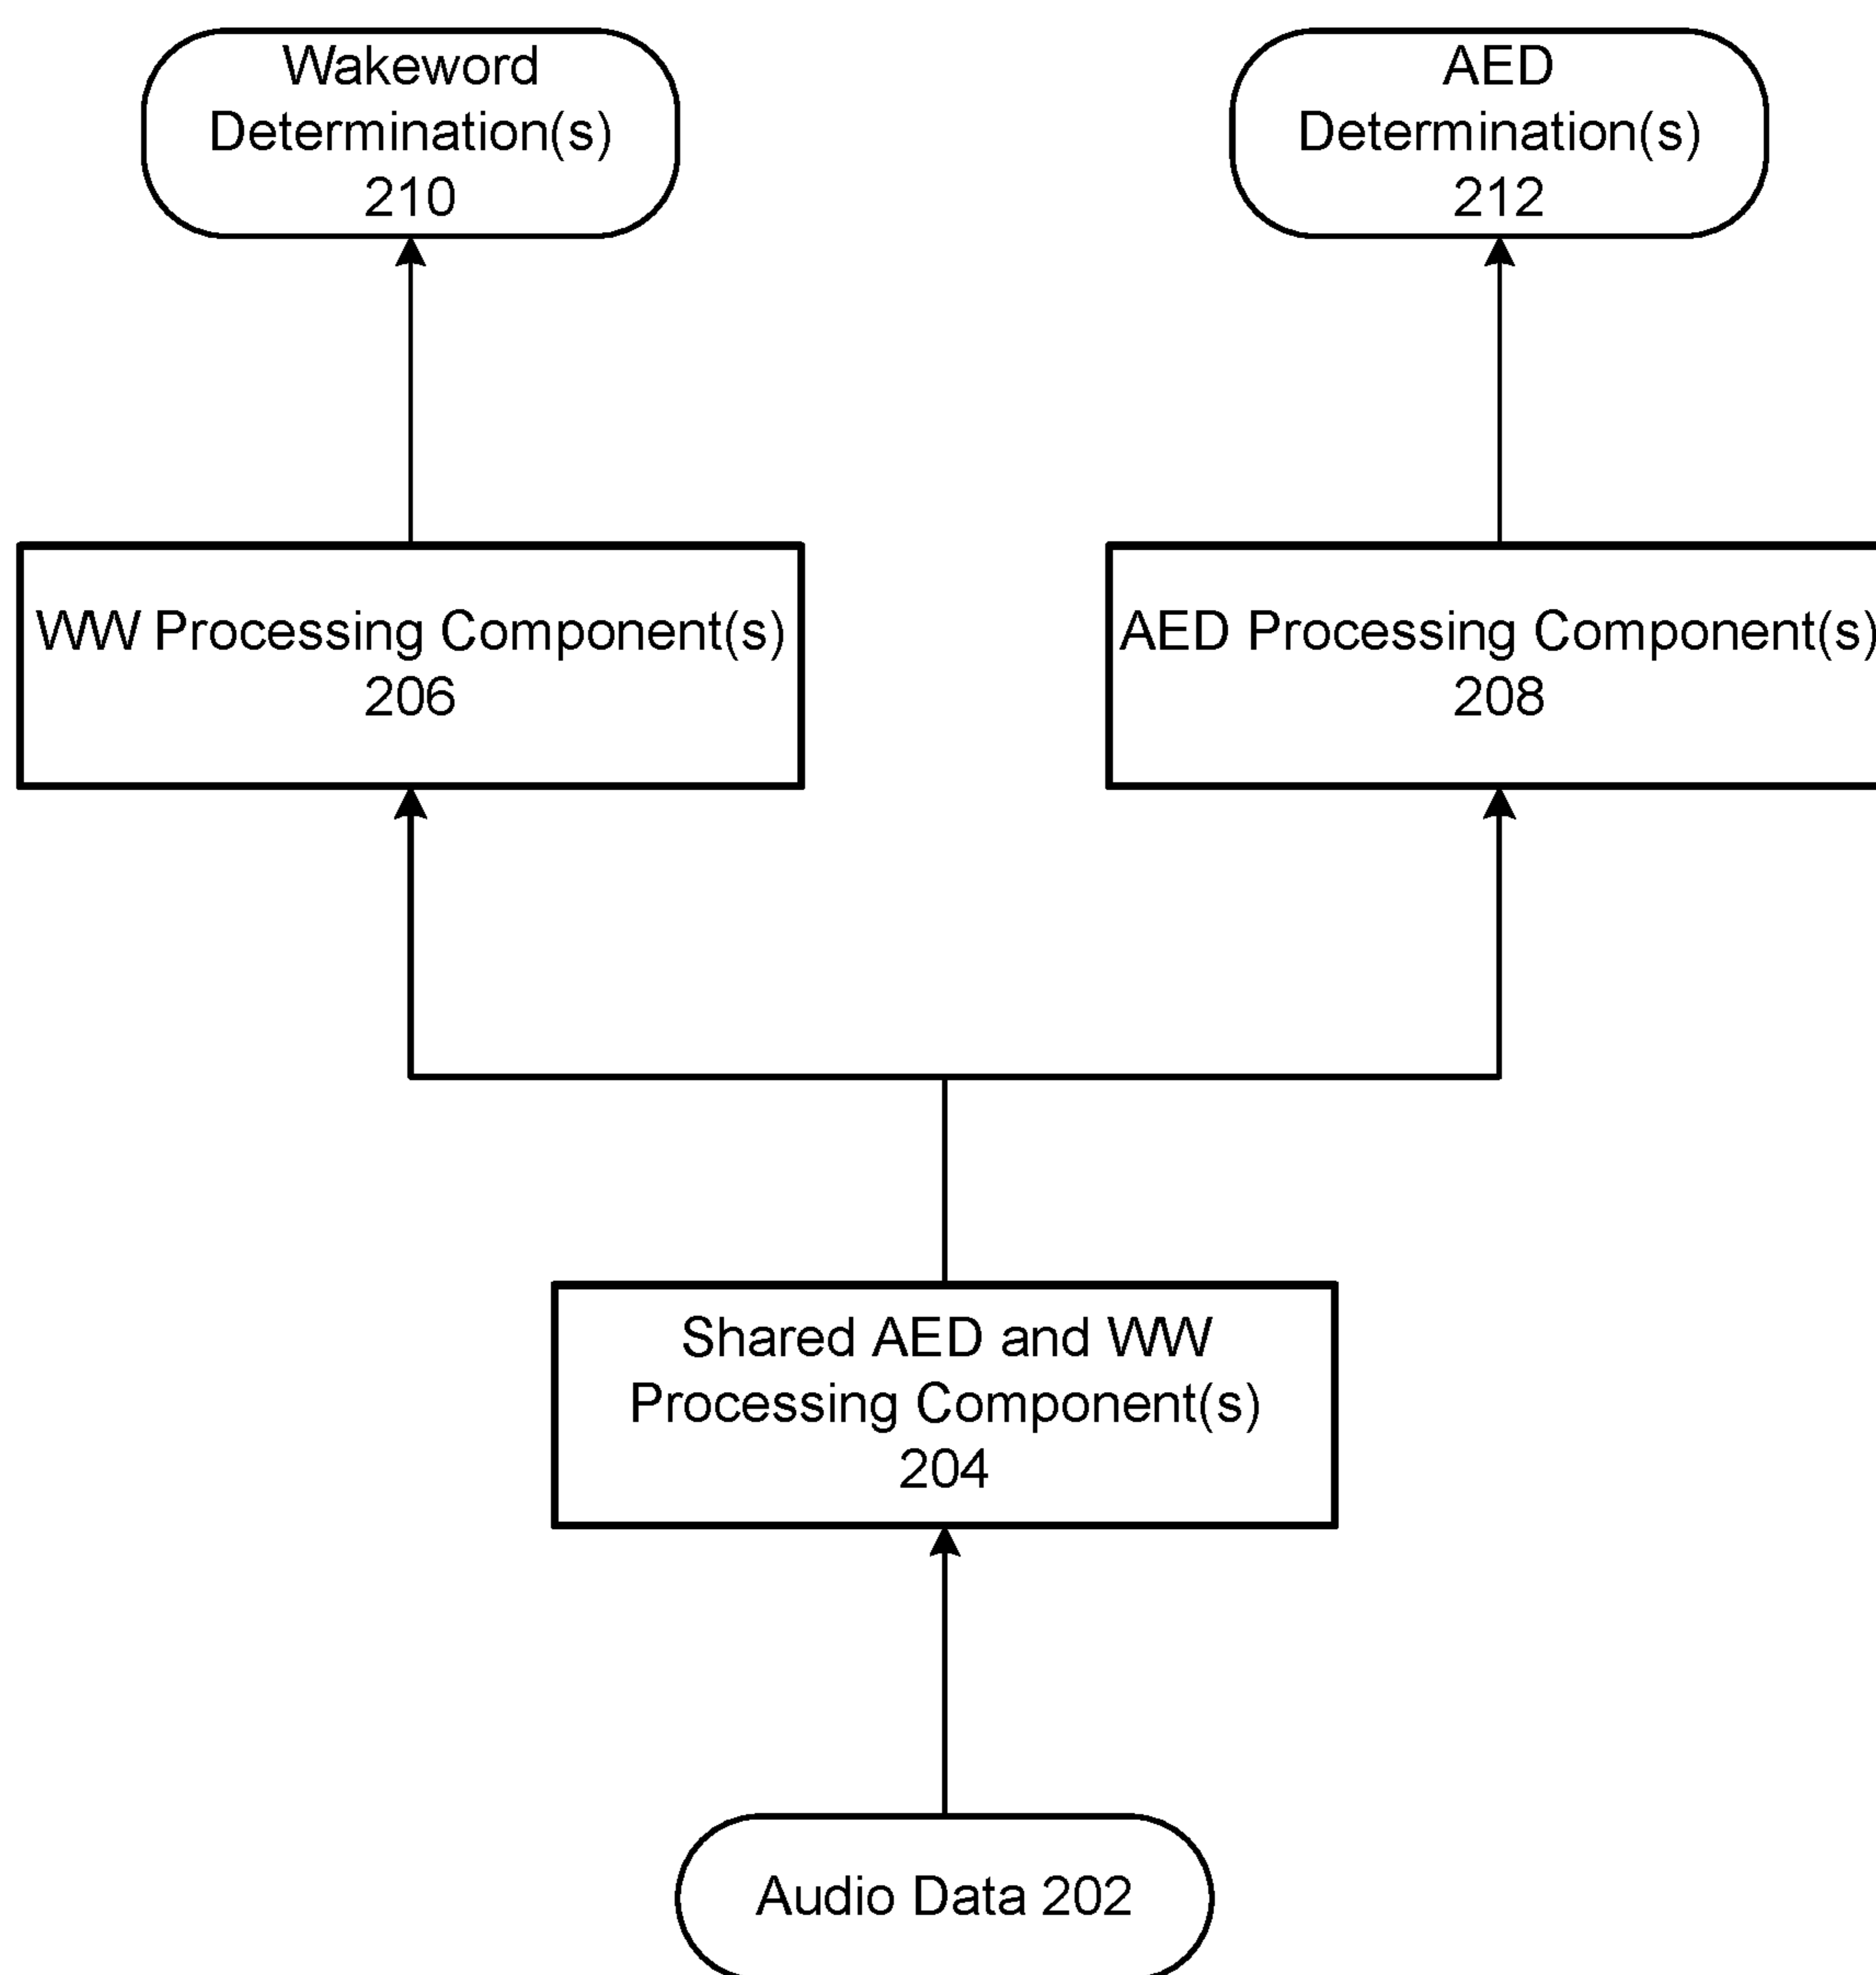 Wakeword
Determination(s)
210
AED
Determination(s)
212
WW Processing Component(s)
206
AED Processing Component(s)
208
Shared AED and WW
Processing Component(s)
204
Audio Data 202